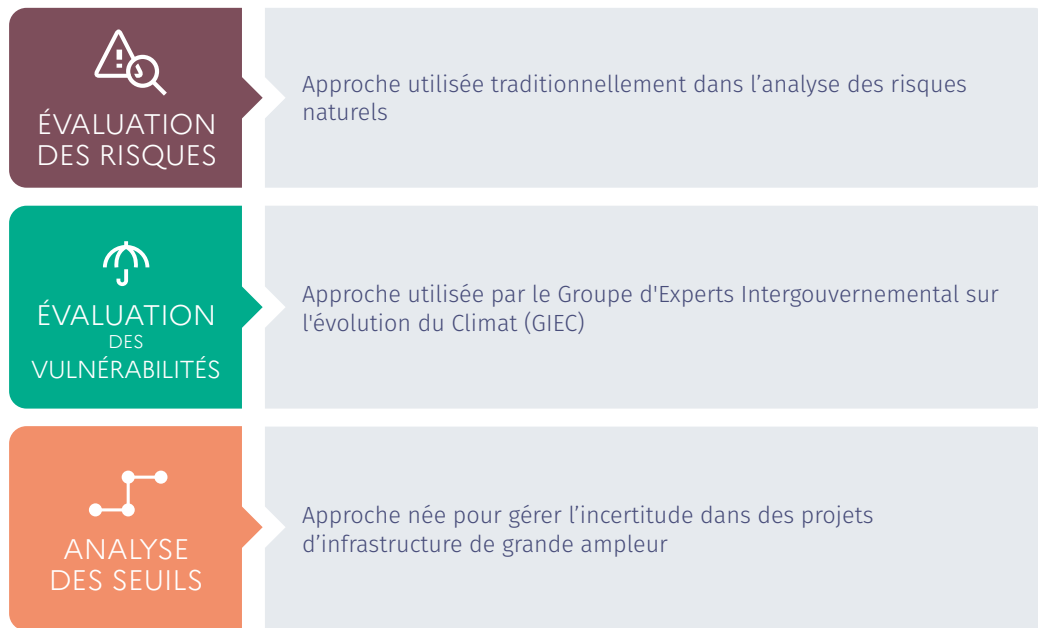 ÉVALUATION
DES RISQUES
Approche utilisée traditionnellement dans l’analyse des risques
naturels
ÉVALUATION
DES
VULNÉRABILITÉS
Approche utilisée par le Groupe d'Experts Intergouvernemental sur
l'évolution du Climat (GIEC)
ANALYSE
DES SEUILS
Approche née pour gérer l’incertitude dans des projets
d’infrastructure de grande ampleur